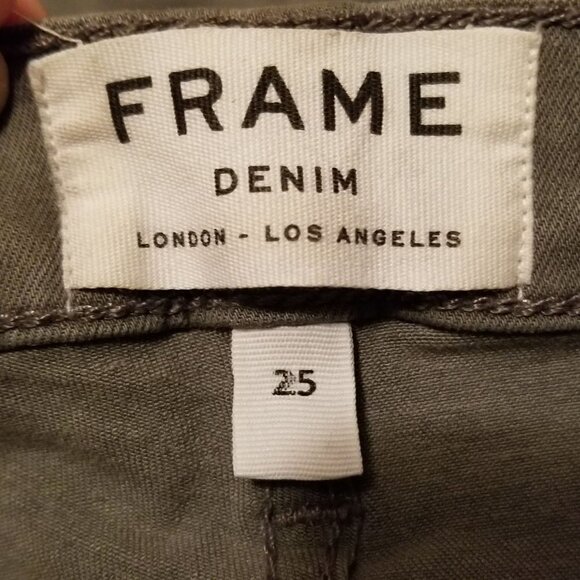 FRAME
DENIM
LONDON - LOS ANGELES
25